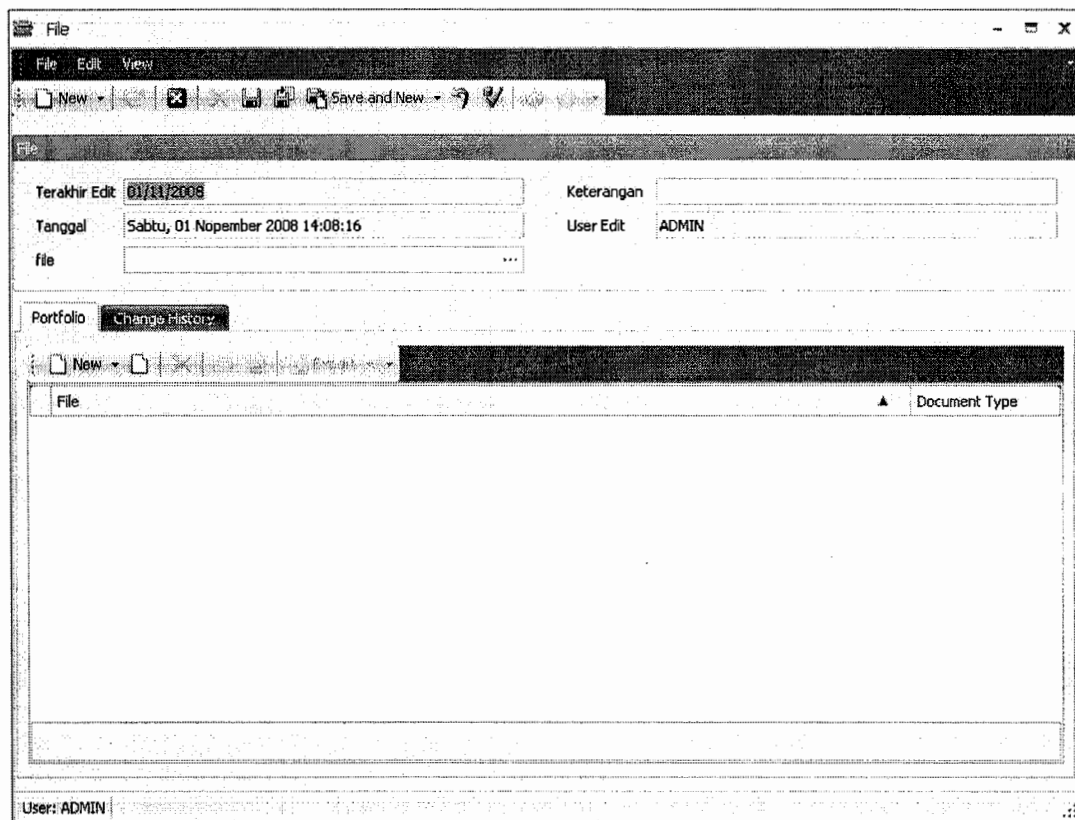 File
File Edit View
New Save and New
File
Terakhir Edit 01/11/2008 Keterangan
Tanggal Sabtu, 01 Nopember 2008 14:08:16 User Edit ADMIN
file ...
Portfolio Change History
New
File Document Type
User: ADMIN